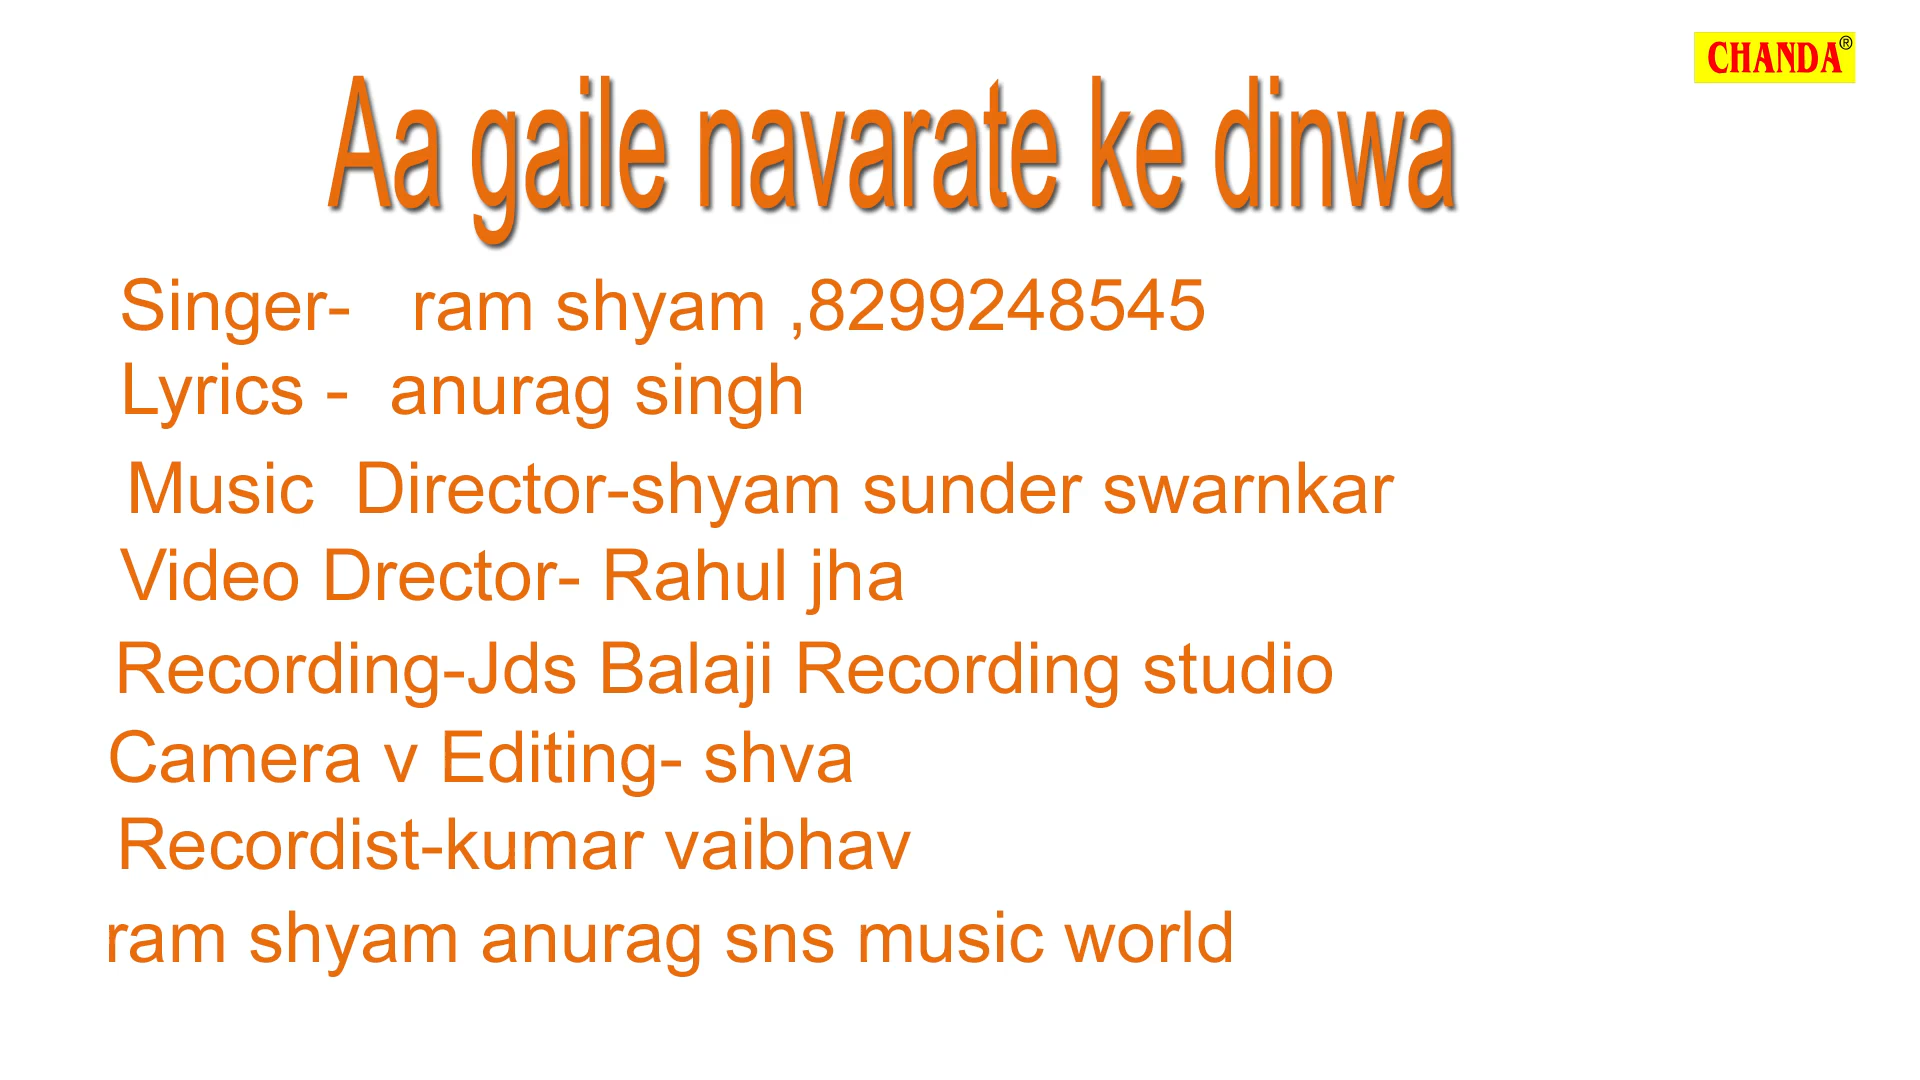 CHANDA®
Aa gaile navarate ke dinwa
Singer- ram shyam ,8299248545
Lyrics - anurag singh
Music Director-shyam sunder swarnkar
Video Drector- Rahul jha
Recording-Jds Balaji Recording studio
Camera v Editing- shva
Recordist-kumar vaibhav
ram shyam anurag sns music world